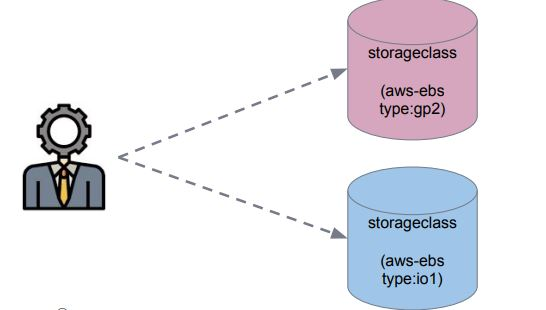 storageclass
(aws-ebs
type:gp2)
storageclass
(aws-ebs
type:io1)